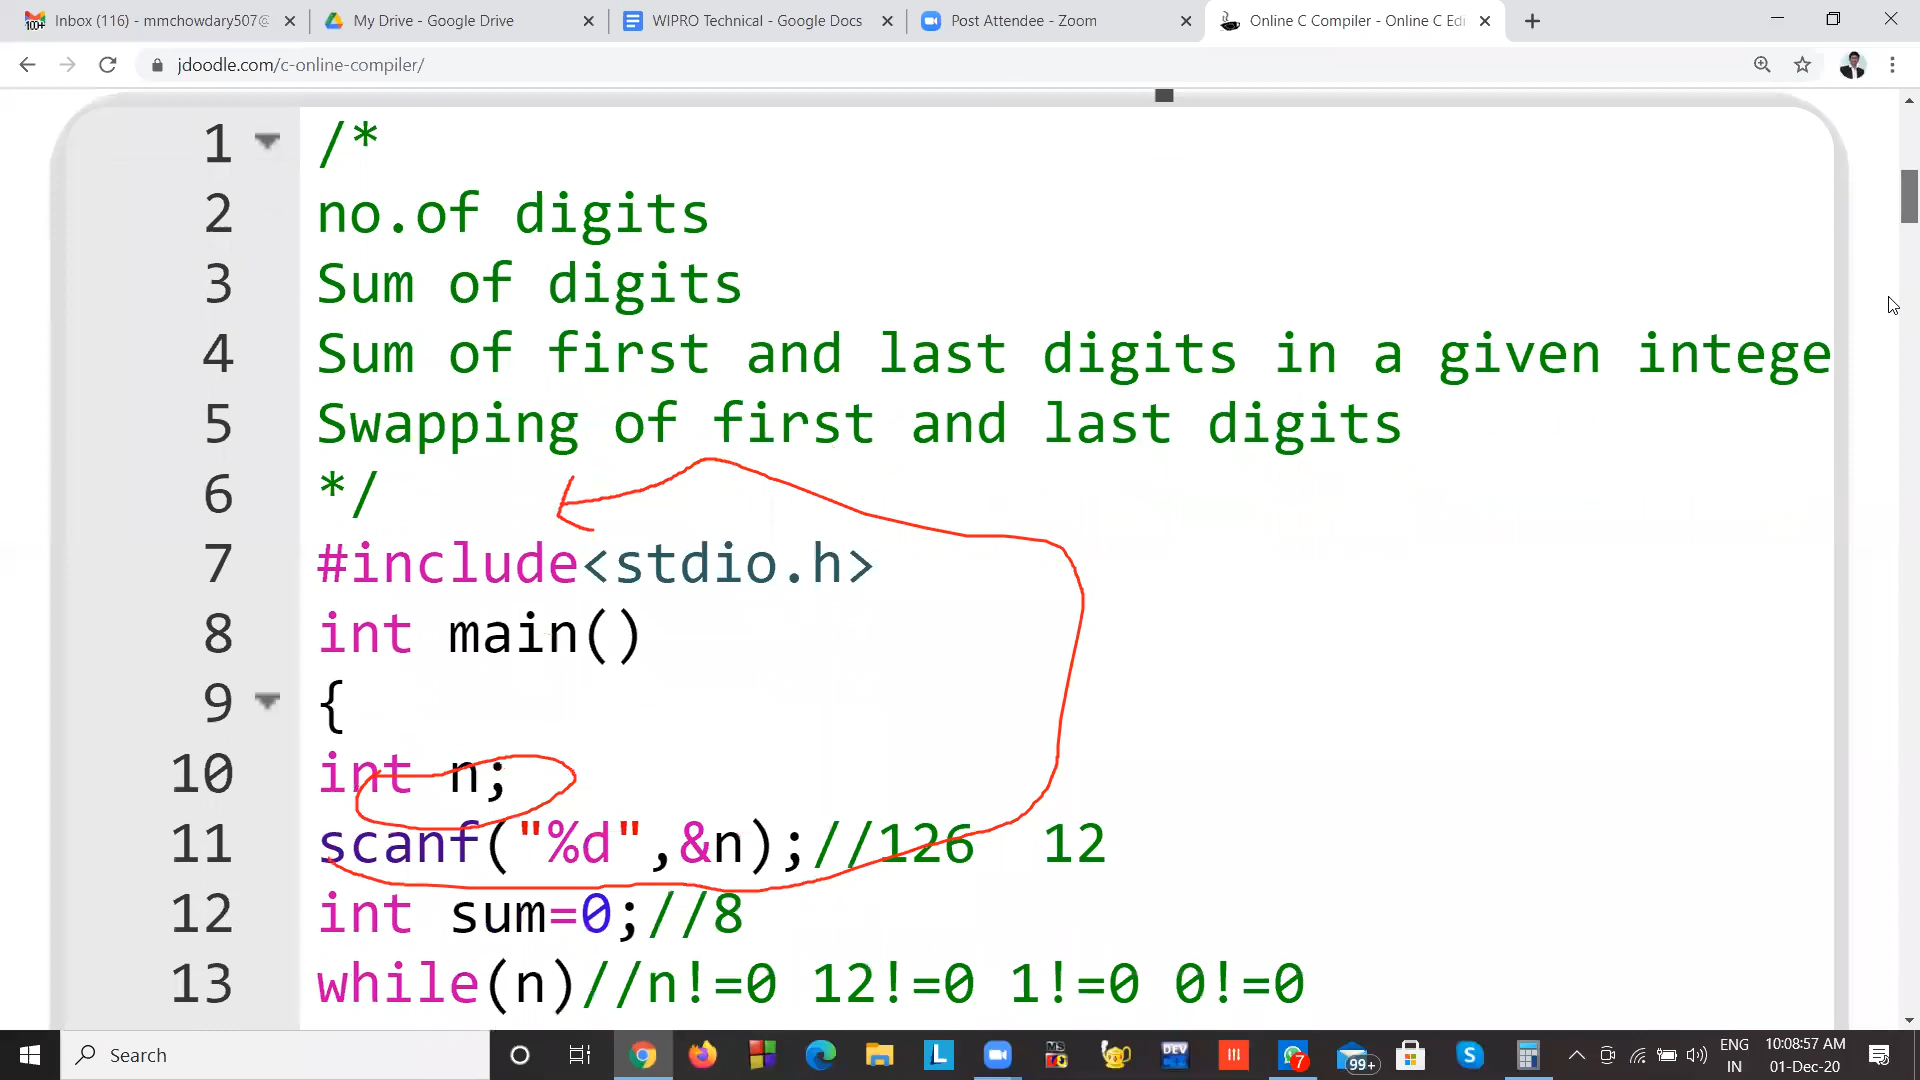 Inbox (116) - mmchowdary507@
My Drive - Google Drive
WIPRO Technical - Google Docs
Post Attendee - Zoom
Online C Compiler - Online C Edi
jdoodle.com/c-online-compiler/
1 /*
2 no.of digits
3 Sum of digits
4 Sum of first and last digits in a given intege
5 Swapping of first and last digits
6 */
7 #include<stdio.h>
8 int main()
9 {
10 int n;
11 scanf("%d",&n);//126 12
12 int sum=0;//8
13 while(n)//n!=0 12!=0 1!=0 0!=0
Search
L
DEV
7
99+
S
ENG
IN
10:08:57 AM
01-Dec-20